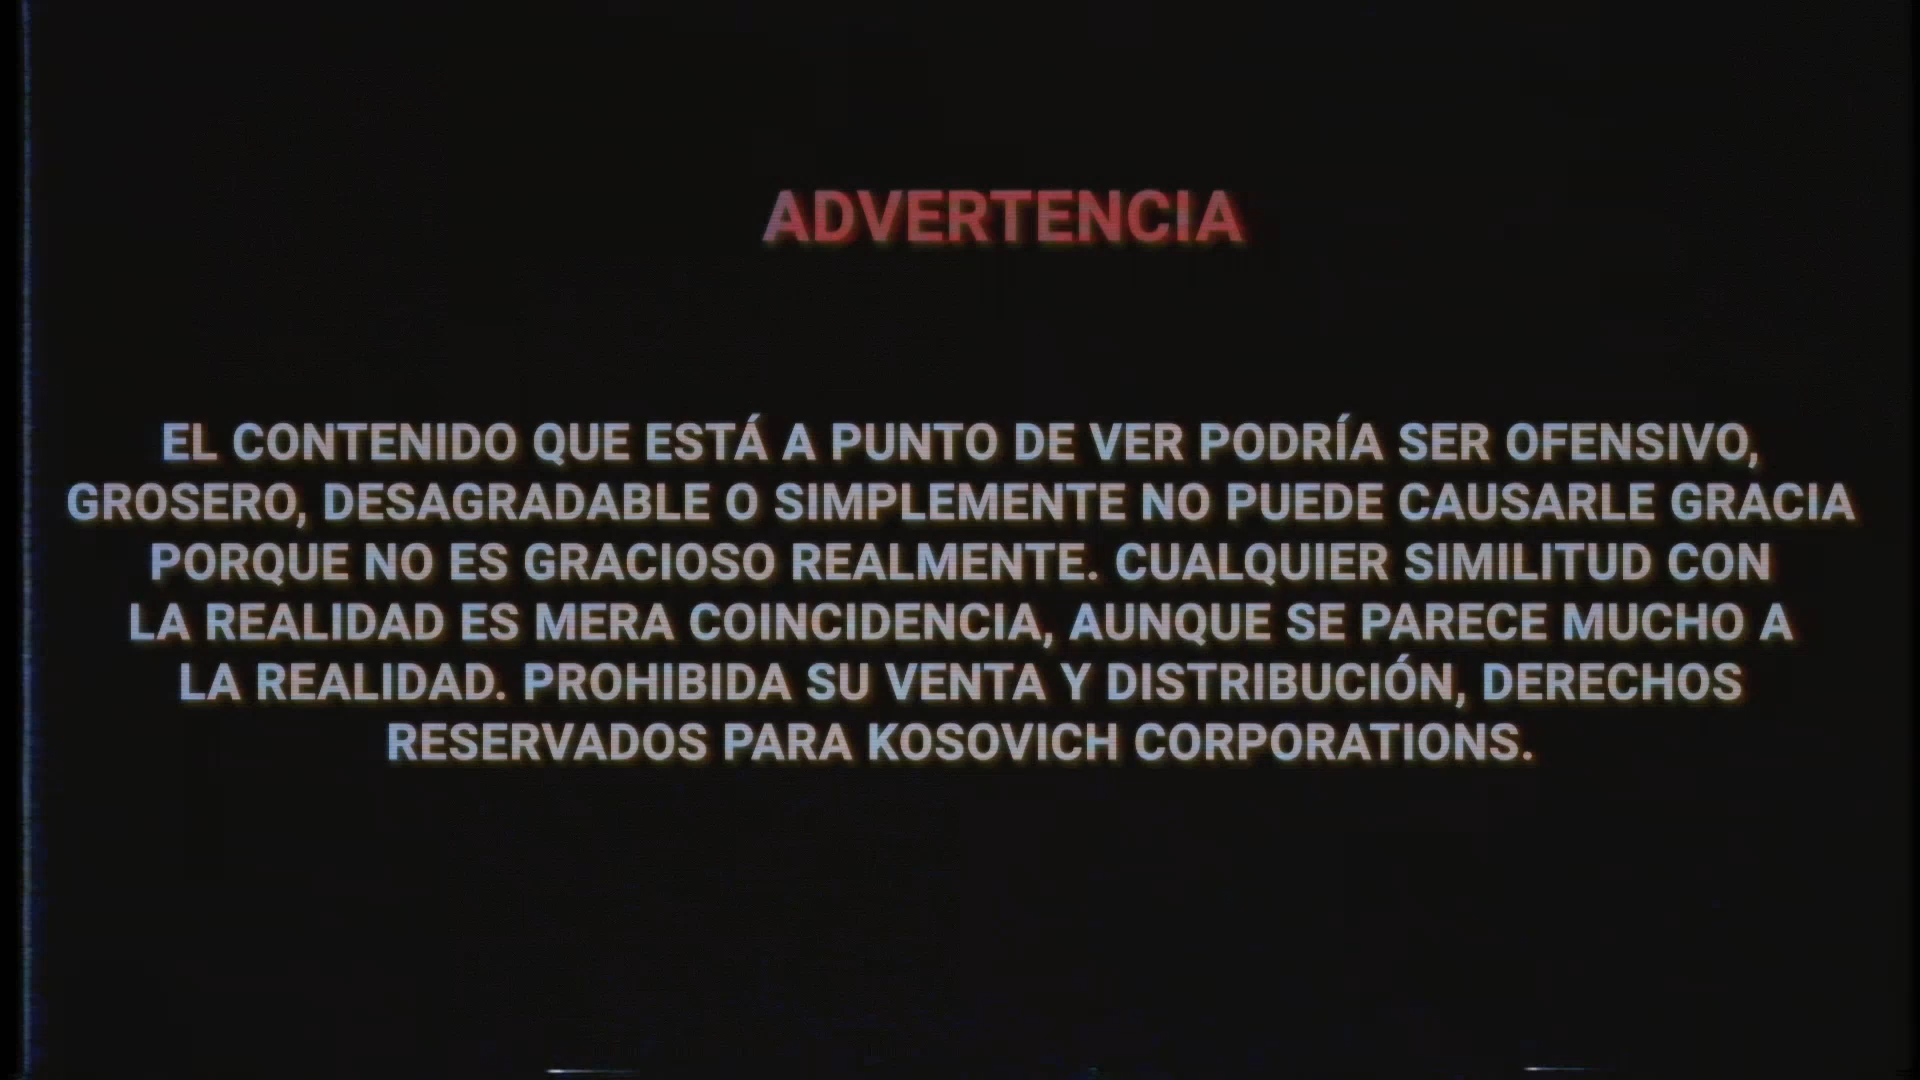 ADVERTENCIA
EL CONTENIDO QUE ESTÁ A PUNTO DE VER PODRÍA SER OFENSIVO,
GROSERO, DESAGRADABLE O SIMPLEMENTE NO PUEDE CAUSARLE GRACIA
PORQUE NO ES GRACIOSO REALMENTE. CUALQUIER SIMILITUD CON
LA REALIDAD ES MERA COINCIDENCIA, AUNQUE SE PARECE MUCHO A
LA REALIDAD. PROHIBIDA SU VENTA Y DISTRIBUCIÓN, DERECHOS
RESERVADOS PARA KOSOVICH CORPORATIONS.